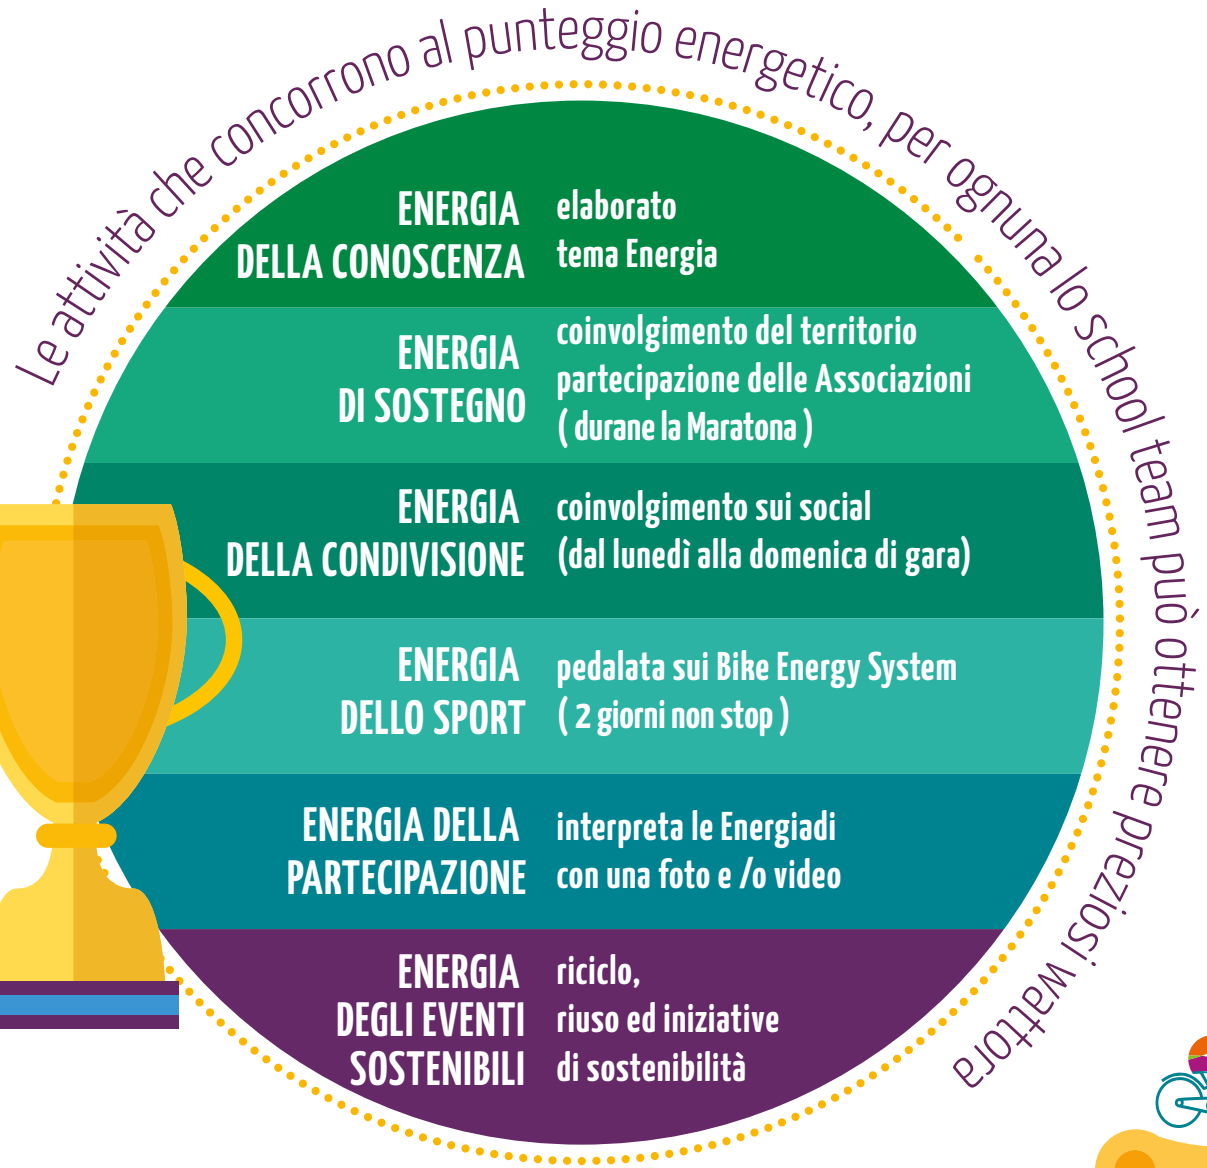 Le attività che concorrono al punteggio energetico, per ognuna lo school team può ottenere preziosi wattora
ENERGIA
DELLA CONOSCENZA
elaborato
tema Energia
ENERGIA
DI SOSTEGNO
coinvolgimento del territorio
partecipazione delle Associazioni
( durane la Maratona )
ENERGIA
DELLA CONDIVISIONE
coinvolgimento sui social
(dal lunedì alla domenica di gara)
ENERGIA
DELLO SPORT
pedalata sui Bike Energy System
( 2 giorni non stop )
ENERGIA DELLA
PARTECIPAZIONE
interpreta le Energiadi
con una foto e /o video
ENERGIA
DEGLI EVENTI
SOSTENIBILI
riciclo,
riuso ed iniziative
di sostenibilità